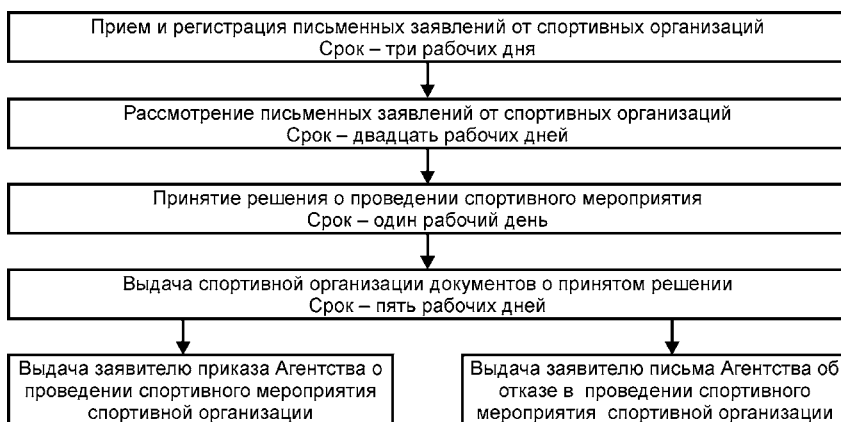 Прием и регистрация письменных заявлений от спортивных организаций
Срок – три рабочих дня
Рассмотрение письменных заявлений от спортивных организаций
Срок – двадцать рабочих дней
Принятие решения о проведении спортивного мероприятия
Срок – один рабочий день
Выдача спортивной организации документов о принятом решении
Срок – пять рабочих дней
Выдача заявителю приказа Агентства о
проведении спортивного мероприятия
спортивной организации
Выдача заявителю письма Агентства об
отказе в проведении спортивного
мероприятия спортивной организации